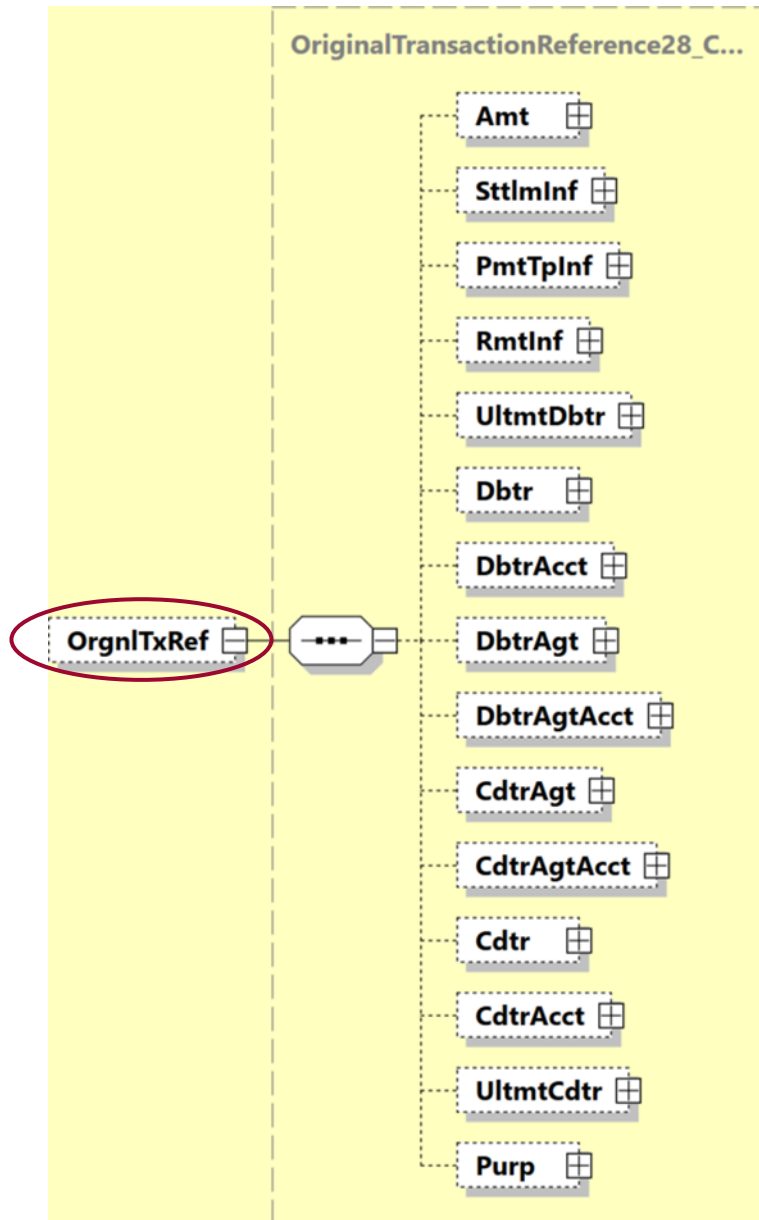 OriginalTransactionReference28_C...
Amt
SttlmInf
PmtTpInf
RmtInf
UltmtDbtr
Dbtr
DbtrAcct
OrgnlTxRef
DbtrAgt
DbtrAgtAcct
CdtrAgt
CdtrAgtAcct
Cdtr
CdtrAcct
UltmtCdtr
Purp